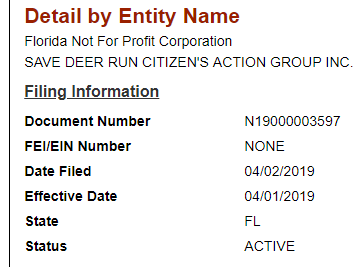 Detail by Entity Name
Florida Not For Profit Corporation
SAVE DEER RUN CITIZEN'S ACTION GROUP INC.
Filing Information
Document Number N19000003597
FEI/EIN Number NONE
Date Filed 04/02/2019
Effective Date 04/01/2019
State FL
Status ACTIVE